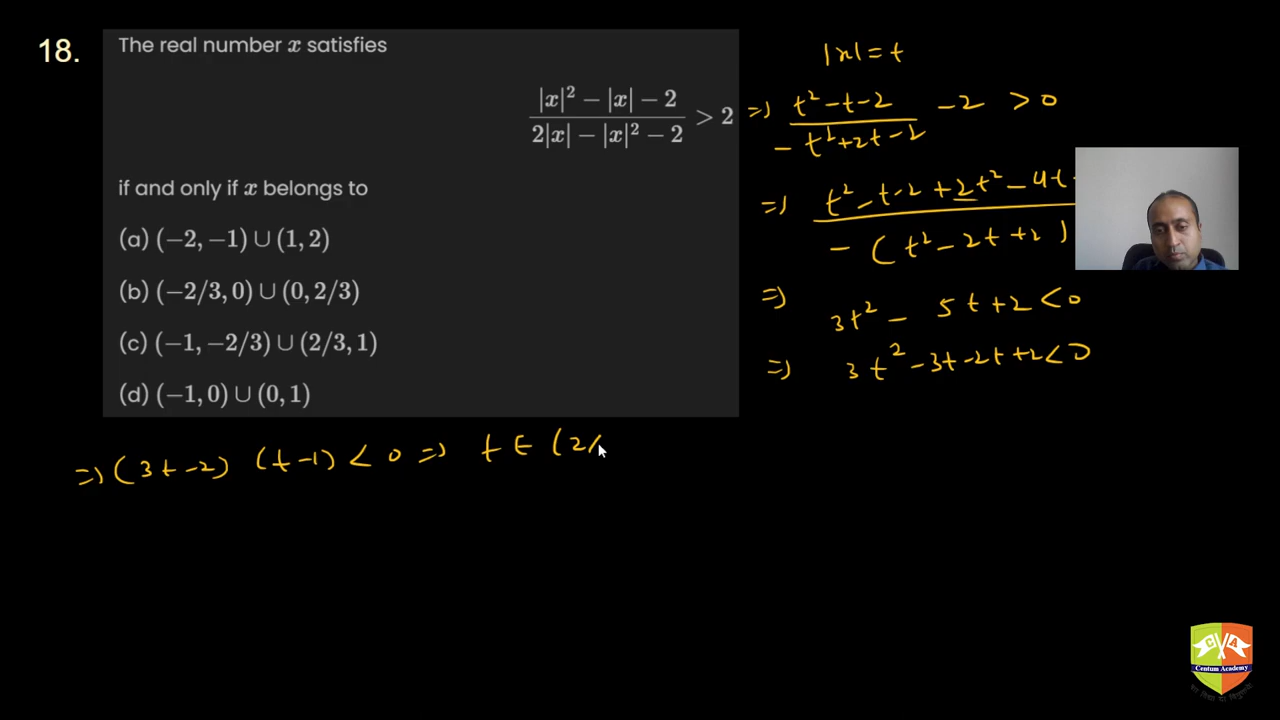 18.
The real number x satisfies
|x|² − |x| − 2 / 2|x| − |x|² − 2 > 2
if and only if x belongs to
(a) (−2, −1) ∪ (1, 2)
(b) (−2/3, 0) ∪ (0, 2/3)
(c) (−1, −2/3) ∪ (2/3, 1)
(d) (−1, 0) ∪ (0, 1)
|x| = t
⇒ t² − t − 2 / − t² + 2t − 2 − 2 > 0
⇒ t² − t − 2 + 2t² − 4t / − (t² − 2t + 2)
⇒ 3t² − 5t + 2 < 0
⇒ 3t² − 3t − 2t + 2 < 0
⇒ (3t − 2) (t − 1) < 0 ⇒ t ∈ (2/
CA
Centum Academy